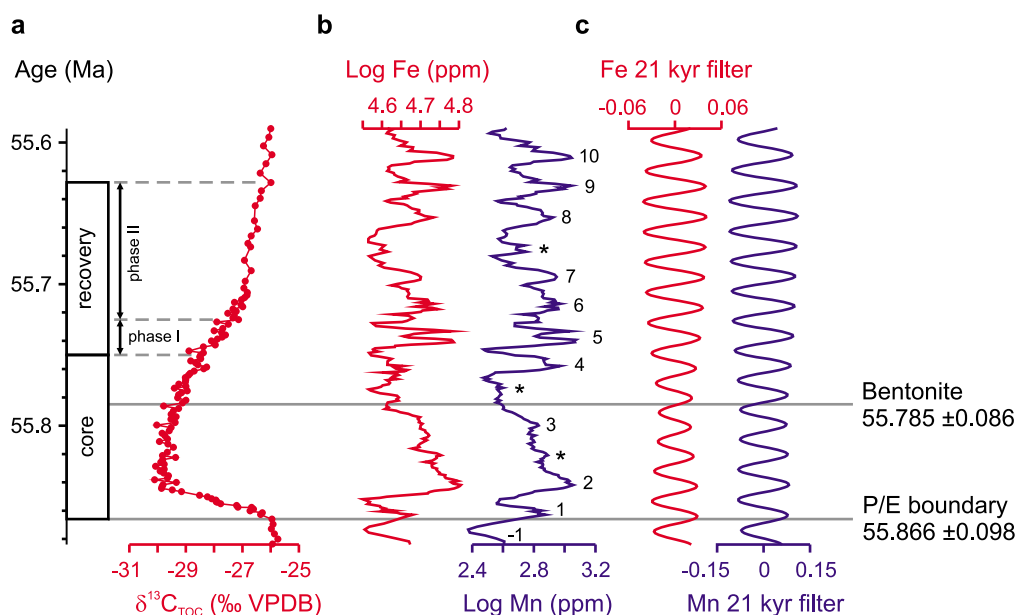 a
b
c
Age (Ma)
Log Fe (ppm)
Fe 21 kyr filter
4.6 4.7 4.8
-0.06 0 0.06
55.6
55.7
55.8
recovery
core
phase II
phase I
10
9
8
*
7
6
5
4
*
3
*
2
1
-1
Bentonite
55.785 ±0.086
P/E boundary
55.866 ±0.098
-31 -29 -27 -25
2.4 2.8 3.2
-0.15 0 0.15
δ¹³C_TOC (‰ VPDB)
Log Mn (ppm)
Mn 21 kyr filter